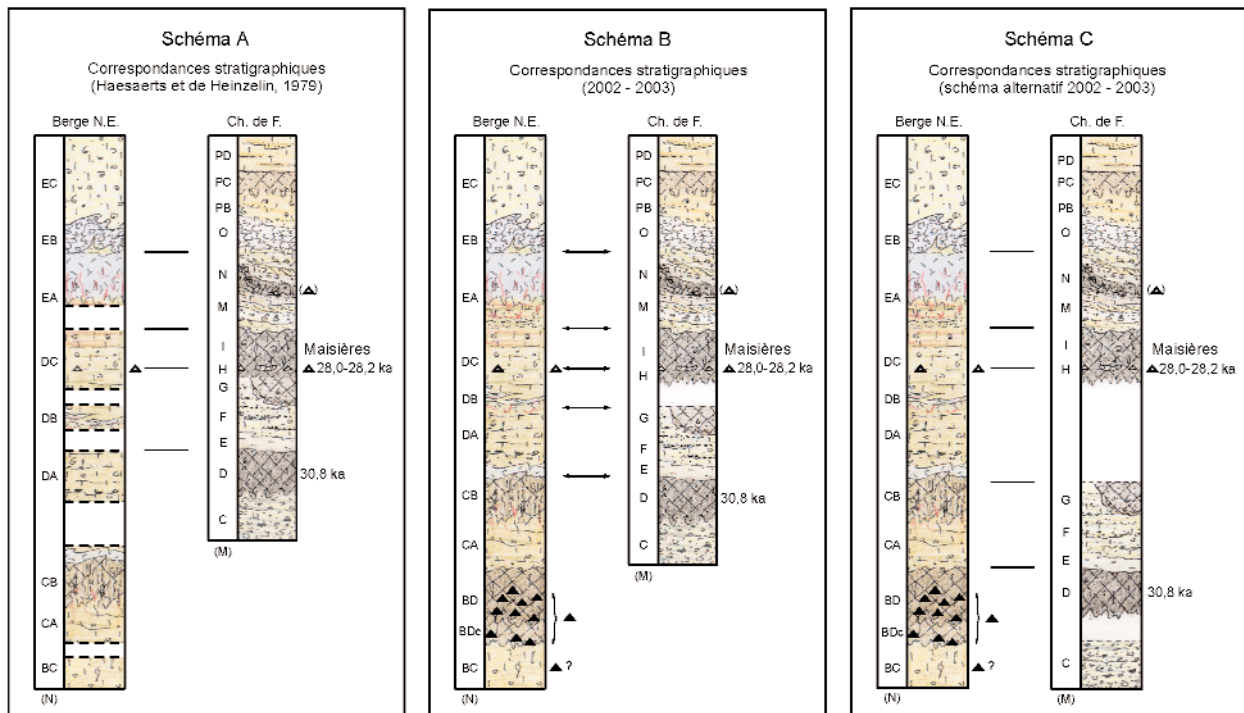 Schéma A
Correspondances stratigraphiques
(Haesaerts et de Heinzelin, 1979)
Berge N.E.
Ch. de F.
EC
EB
EA
DC
DB
DA
CB
CA
BC
(N)
PD
PC
PB
O
N
M
I
H
G
F
E
D
C
(M)
Maisières
28,0-28,2 ka
30,8 ka
Schéma B
Correspondances stratigraphiques
(2002 - 2003)
Berge N.E.
Ch. de F.
EC
EB
EA
DC
DB
DA
CB
CA
BD
BDc
BC
?
(N)
PD
PC
PB
O
N
M
I
H
G
F
E
D
C
(M)
Maisières
28,0-28,2 ka
30,8 ka
Schéma C
Correspondances stratigraphiques
(schéma alternatif 2002 - 2003)
Berge N.E.
Ch. de F.
EC
EB
EA
DC
DB
DA
CB
CA
BD
BDc
BC
?
(N)
PD
PC
PB
O
N
M
I
H
G
F
E
D
C
(M)
Maisières
28,0-28,2 ka
30,8 ka